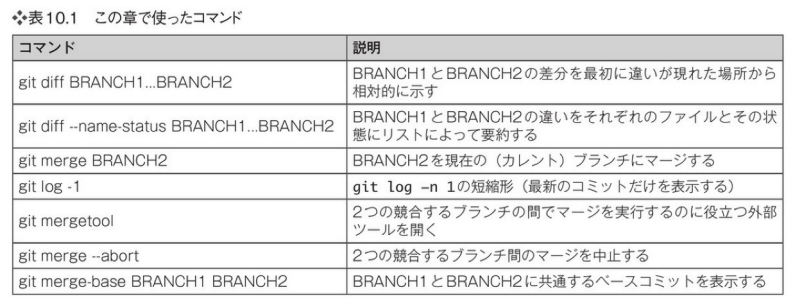 ❖表10.1 この章で使ったコマンド
コマンド 説明
git diff BRANCH1...BRANCH2 BRANCH1とBRANCH2の差分を最初に違いが現れた場所から
相対的に示す
git diff --name-status BRANCH1...BRANCH2 BRANCH1とBRANCH2の違いをそれぞれのファイルとその状
態にリストによって要約する
git merge BRANCH2 BRANCH2を現在の（カレント）ブランチにマージする
git log -1 git log –n 1の短縮形（最新のコミットだけを表示する）
git mergetool 2つの競合するブランチの間でマージを実行するのに役立つ外部
ツールを開く
git merge --abort 2つの競合するブランチ間のマージを中止する
git merge-base BRANCH1 BRANCH2 BRANCH1とBRANCH2に共通するベースコミットを表示する